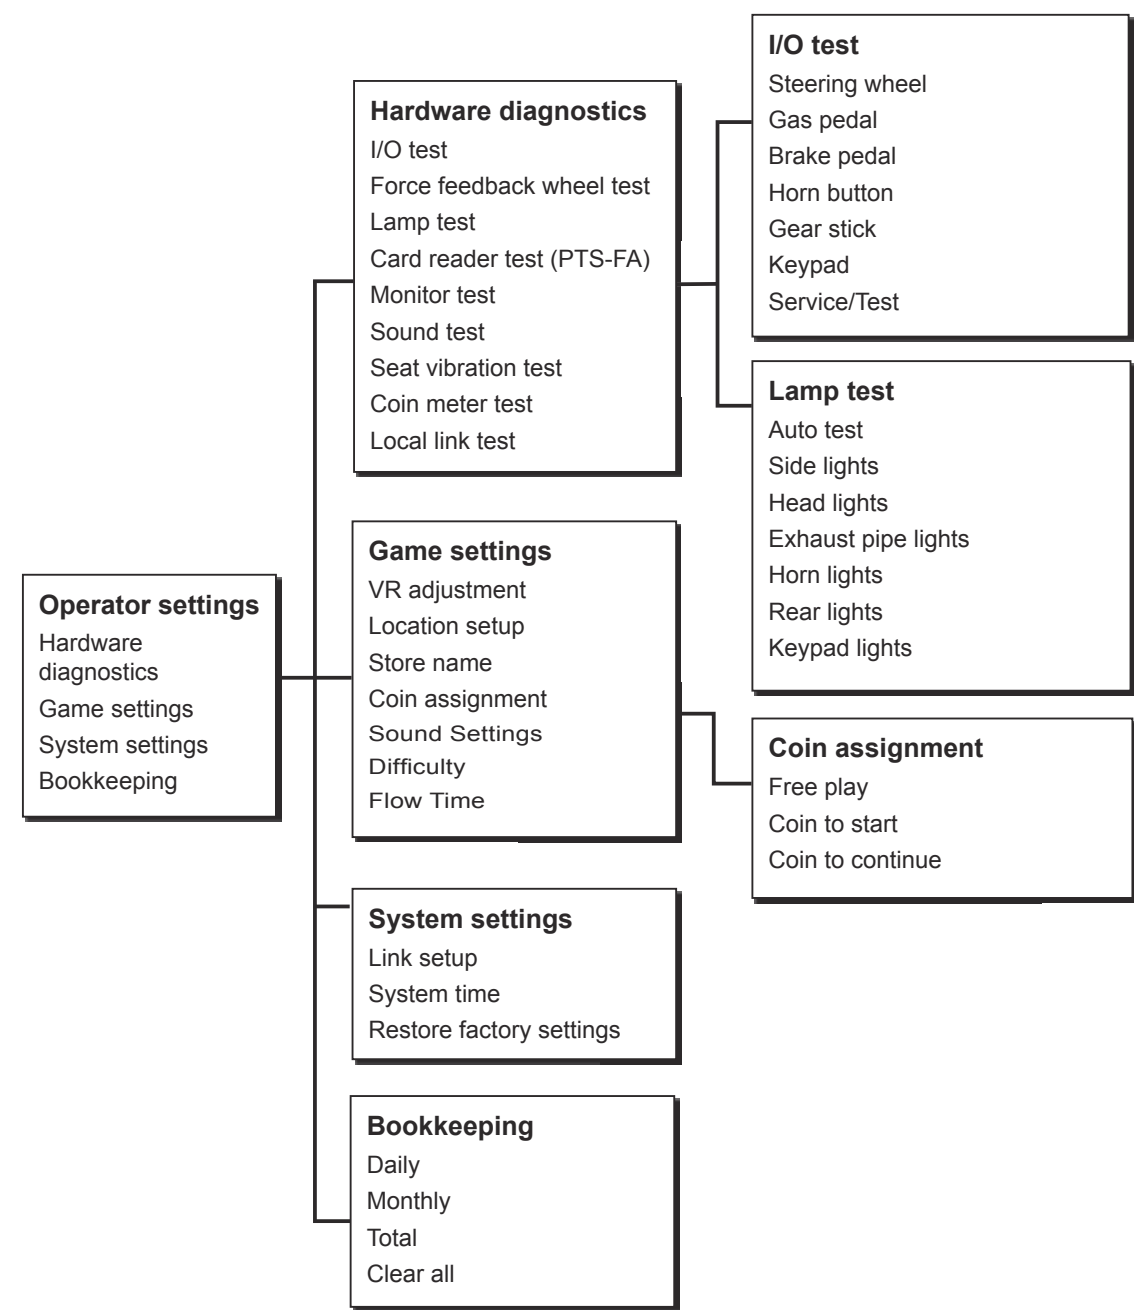 Operator settings
Hardware
diagnostics
Game settings
System settings
Bookkeeping
Hardware diagnostics
I/O test
Force feedback wheel test
Lamp test
Card reader test (PTS-FA)
Monitor test
Sound test
Seat vibration test
Coin meter test
Local link test
Game settings
VR adjustment
Location setup
Store name
Coin assignment
Sound Settings
Difficulty
Flow Time
System settings
Link setup
System time
Restore factory settings
Bookkeeping
Daily
Monthly
Total
Clear all
I/O test
Steering wheel
Gas pedal
Brake pedal
Horn button
Gear stick
Keypad
Service/Test
Lamp test
Auto test
Side lights
Head lights
Exhaust pipe lights
Horn lights
Rear lights
Keypad lights
Coin assignment
Free play
Coin to start
Coin to continue